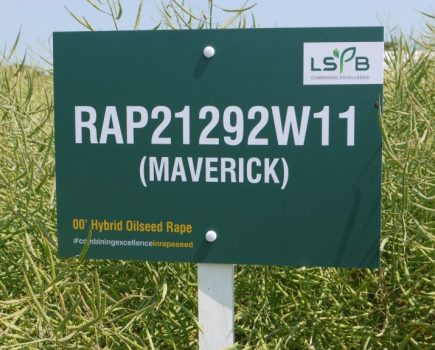 LSPB
COMBINING EXCELLENCE
RAP21292W11
(MAVERICK)
00' Hybrid Oilseed Rape
#combiningexcellenceinrapeseed